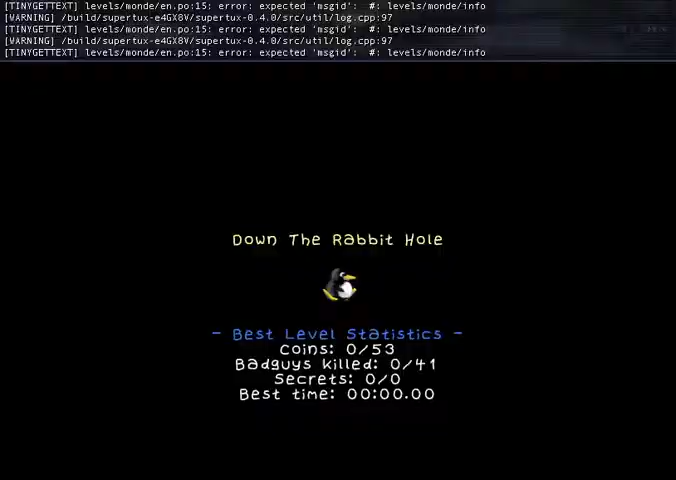 [TINYGETTEXT] levels/monde/en.po:15: error: expected 'msgid':  #: levels/monde/info
[WARNING] /build/supertux-e4GX8V/supertux-0.4.0/src/util/log.cpp:97
[TINYGETTEXT] levels/monde/en.po:15: error: expected 'msgid':  #: levels/monde/info
[WARNING] /build/supertux-e4GX8V/supertux-0.4.0/src/util/log.cpp:97
[TINYGETTEXT] levels/monde/en.po:15: error: expected 'msgid':  #: levels/monde/info
Down The Rabbit Hole
- Best Level Statistics -
Coins: 0/53
Badguys killed: 0/41
Secrets: 0/0
Best time: 00:00.00